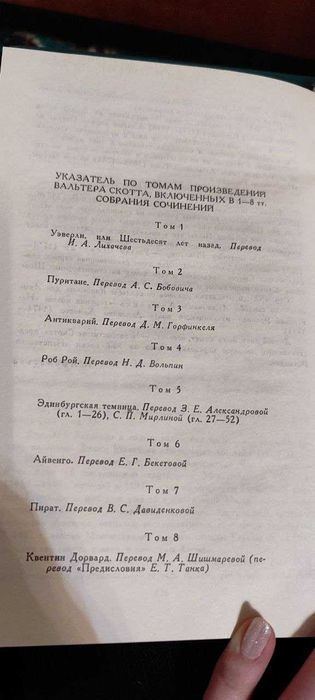 УКАЗАТЕЛЬ ПО ТОМАМ ПРОИЗВЕДЕНИЙ
ВАЛЬТЕРА СКОТТА, ВКЛЮЧЕННЫХ В 1—8 тт.
СОБРАНИЯ СОЧИНЕНИЙ
Том 1
Уэверли, или Шестьдесят лет назад. Перевод
И. А. Лихачева
Том 2
Пуритане. Перевод А. С. Бобовича
Том 3
Антикварий. Перевод Д. М. Горфинкеля
Том 4
Роб Рой. Перевод Н. Д. Вольпин
Том 5
Эдинбургская темница. Перевод З. Е. Александровой
(гл. 1—26), С. П. Мирлиной (гл. 27—52)
Том 6
Айвенго. Перевод Е. Г. Бекетовой
Том 7
Пират. Перевод В. С. Давиденковой
Том 8
Квентин Дорвард. Перевод М. А. Шишмаревой (пе-
ревод «Предисловия» Е. Г. Танка)